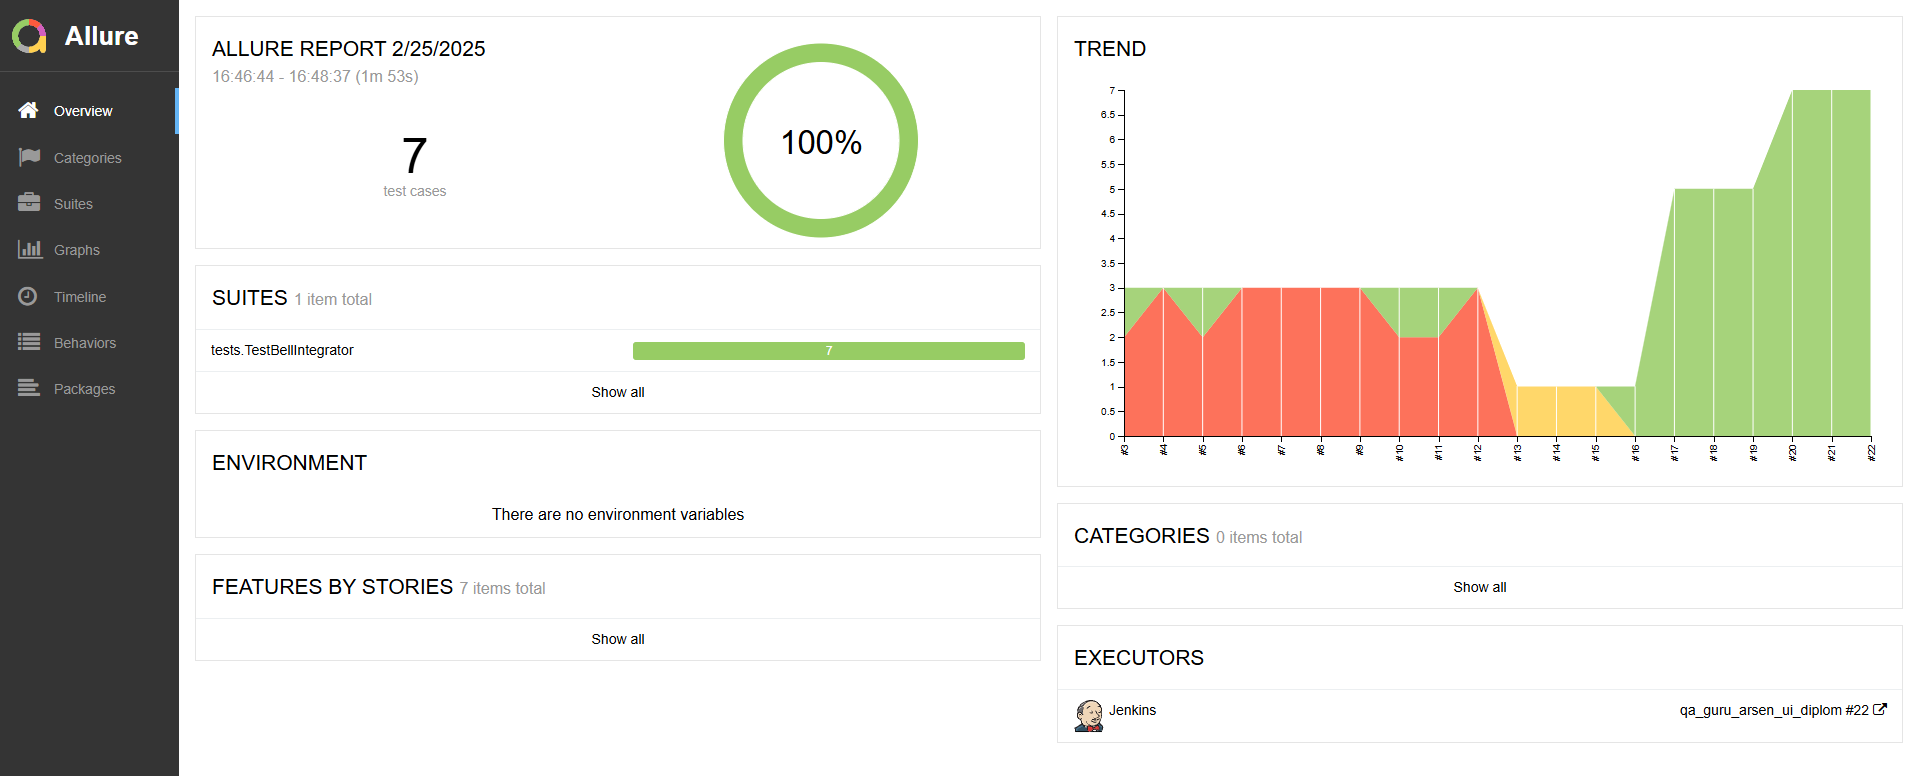 Allure
Overview
Categories
Suites
Graphs
Timeline
Behaviors
Packages
ALLURE REPORT 2/25/2025
16:46:44 - 16:48:37 (1m 53s)
7
test cases
100%
SUITES 1 item total
tests.TestBellIntegrator 7
Show all
ENVIRONMENT
There are no environment variables
FEATURES BY STORIES 7 items total
Show all
TREND
7
6.5
6
5.5
5
4.5
4
3.5
3
2.5
2
1.5
1
0.5
0
#3 #4 #5 #6 #7 #8 #9 #10 #11 #12 #13 #14 #15 #16 #17 #18 #19 #20 #21 #22
CATEGORIES 0 items total
Show all
EXECUTORS
Jenkins qa_guru_arsen_ui_diplom #22